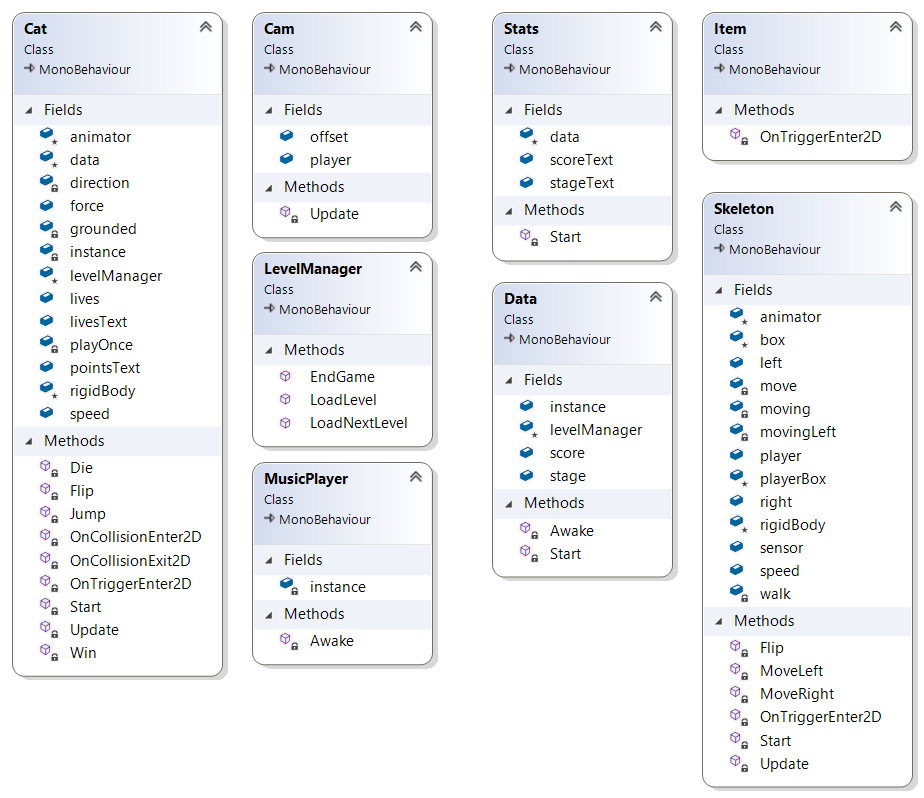 Cat
Class
MonoBehaviour
Fields
animator
data
direction
force
grounded
instance
levelManager
lives
livesText
playOnce
pointsText
rigidBody
speed
Methods
Die
Flip
Jump
OnCollisionEnter2D
OnCollisionExit2D
OnTriggerEnter2D
Start
Update
Win
Cam
Class
MonoBehaviour
Fields
offset
player
Methods
Update
LevelManager
Class
MonoBehaviour
Methods
EndGame
LoadLevel
LoadNextLevel
MusicPlayer
Class
MonoBehaviour
Fields
instance
Methods
Awake
Stats
Class
MonoBehaviour
Fields
data
scoreText
stageText
Methods
Start
Data
Class
MonoBehaviour
Fields
instance
levelManager
score
stage
Methods
Awake
Start
Item
Class
MonoBehaviour
Methods
OnTriggerEnter2D
Skeleton
Class
MonoBehaviour
Fields
animator
box
left
move
moving
movingLeft
player
playerBox
right
rigidBody
sensor
speed
walk
Methods
Flip
MoveLeft
MoveRight
OnTriggerEnter2D
Start
Update